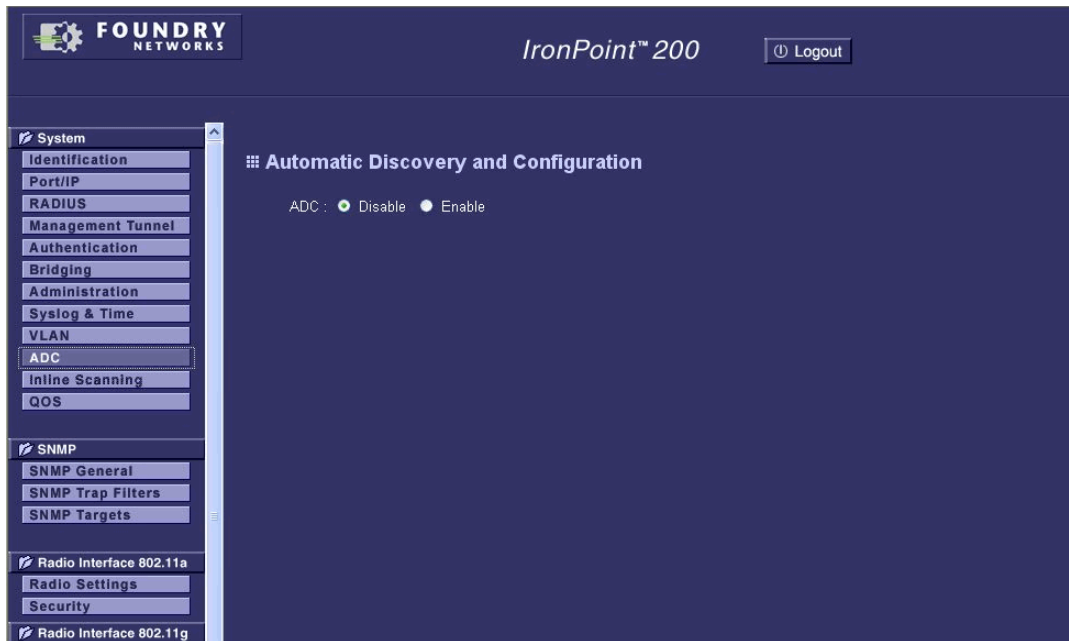 FOUNDRY
NETWORKS
IronPoint™ 200
Logout
System
Identification
Port/IP
RADIUS
Management Tunnel
Authentication
Bridging
Administration
Syslog & Time
VLAN
ADC
Inline Scanning
QOS
SNMP
SNMP General
SNMP Trap Filters
SNMP Targets
Radio Interface 802.11a
Radio Settings
Security
Radio Interface 802.11g
Automatic Discovery and Configuration
ADC : Disable Enable